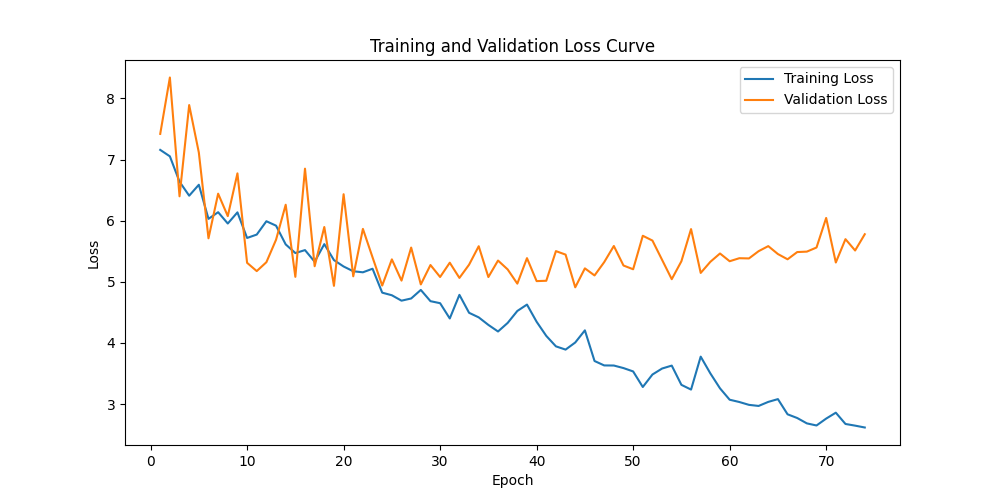 Training and Validation Loss Curve
Training Loss
Validation Loss
8
7
6
5
4
3
Loss
0 10 20 30 40 50 60 70
Epoch